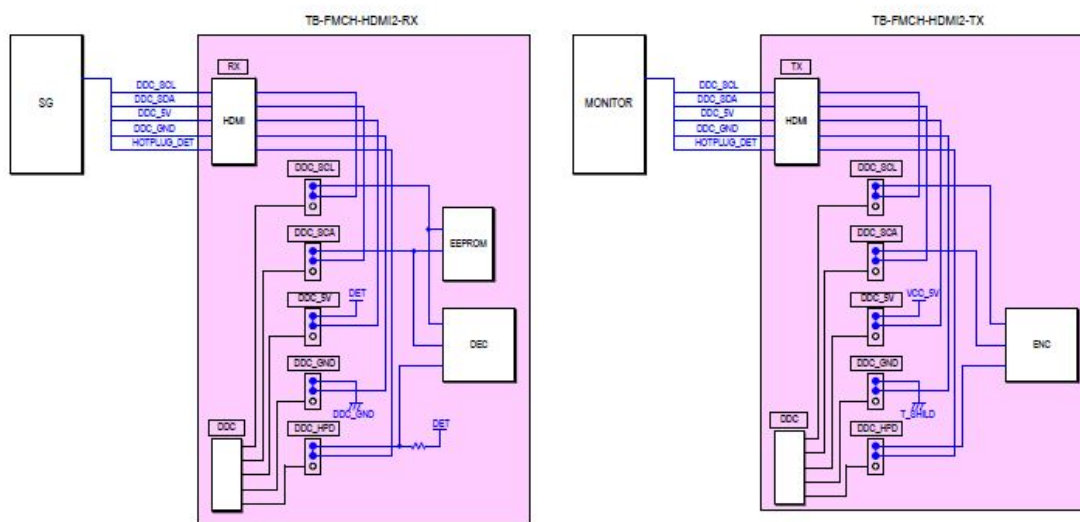 TB-FMCH-HDMI2-RX
SG
DDC_SCL
DDC_SDA
DDC_5V
DDC_GND
HOTPLUG_DET
RX
HDMI
DDC_SCL
DDC_SCA
EEPROM
DDC_5V
DET
DEC
DDC_GND
DDC_GND
DDC
DDC_HPD
DET
TB-FMCH-HDMI2-TX
MONITOR
DDC_SCL
DDC_SDA
DDC_5V
DDC_GND
HOTPLUG_DET
TX
HDMI
DDC_SCL
DDC_SCA
DDC_5V
VCC_5V
ENC
DDC_GND
T_SHILD
DDC
DDC_HPD